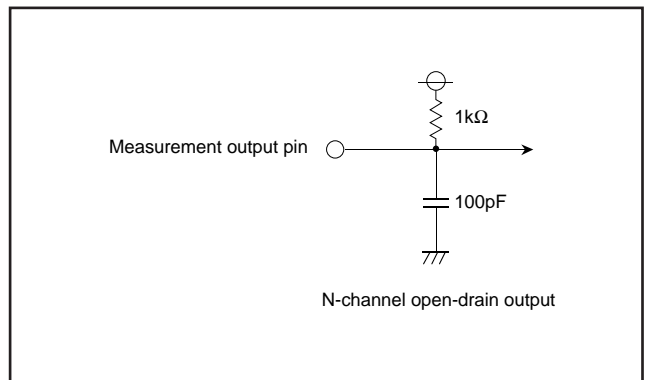 1kΩ
Measurement output pin
100pF
N-channel open-drain output